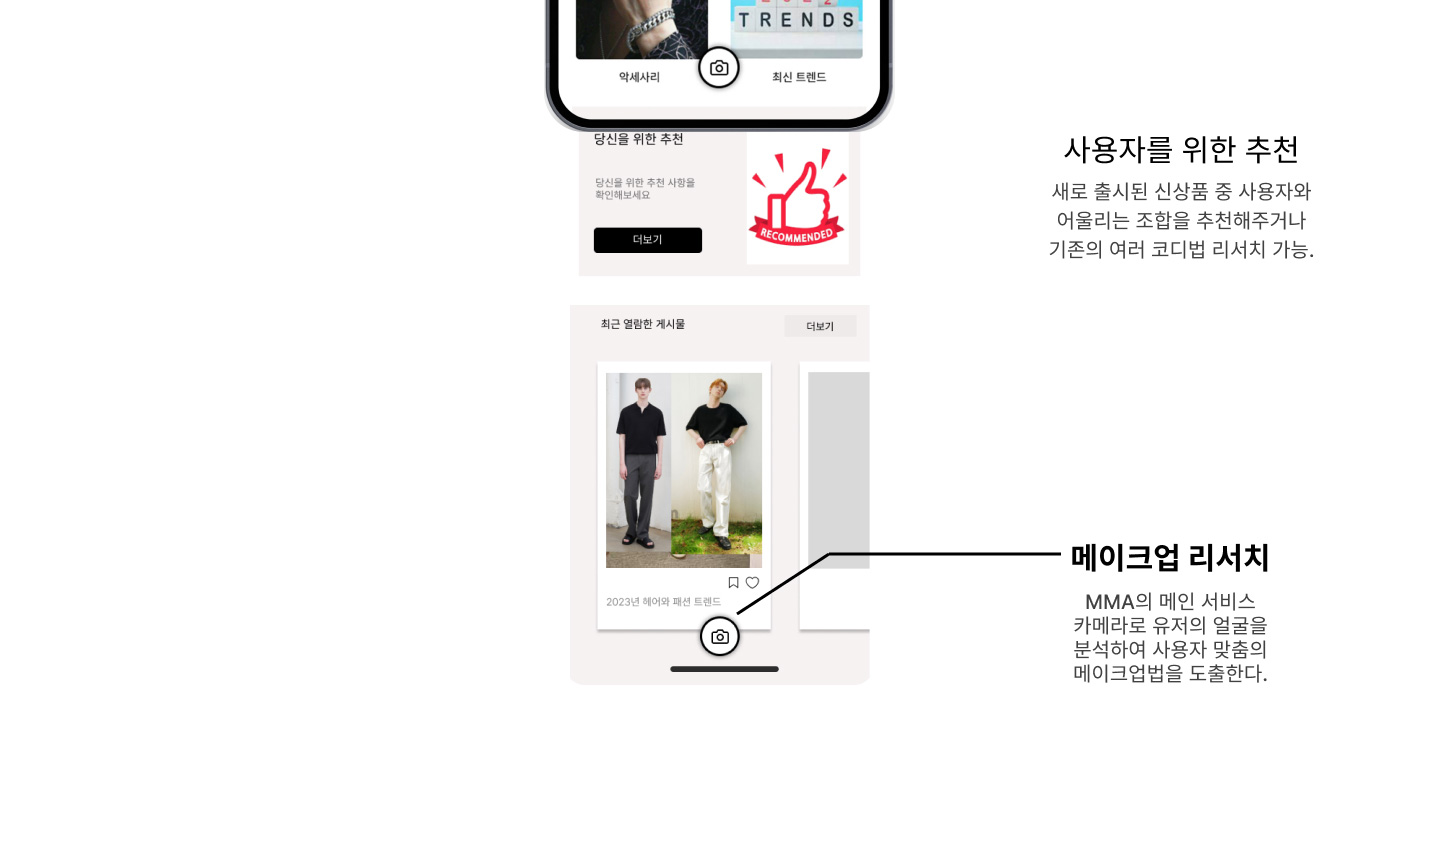 TRENDS
악세사리
최신 트렌드
당신을 위한 추천
당신을 위한 추천 사항을
확인해보세요
더보기
RECOMMENDED
사용자를 위한 추천
새로 출시된 신상품 중 사용자와
어울리는 조합을 추천해주거나
기존의 여러 코디법 리서치 가능.
최근 열람한 게시물
더보기
2023년 헤어와 패션 트렌드
메이크업 리서치
MMA의 메인 서비스
카메라로 유저의 얼굴을
분석하여 사용자 맞춤의
메이크업법을 도출한다.